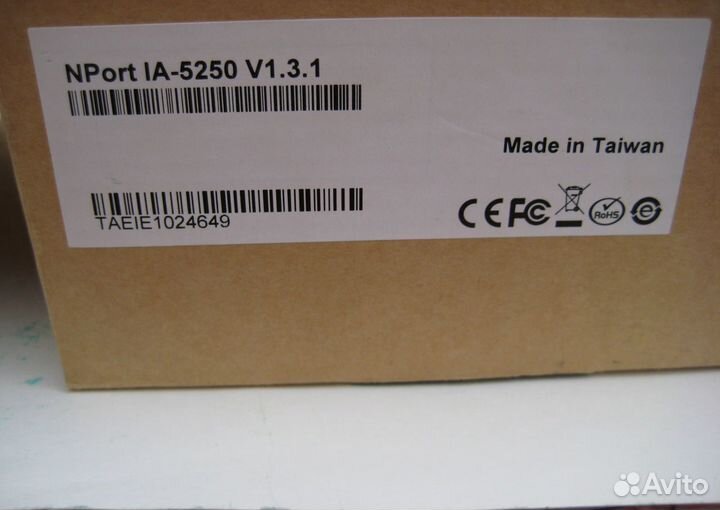 NPort IA-5250 V1.3.1
Made in Taiwan
TAEIE1024649
CE FC
RoHS
e
Avito